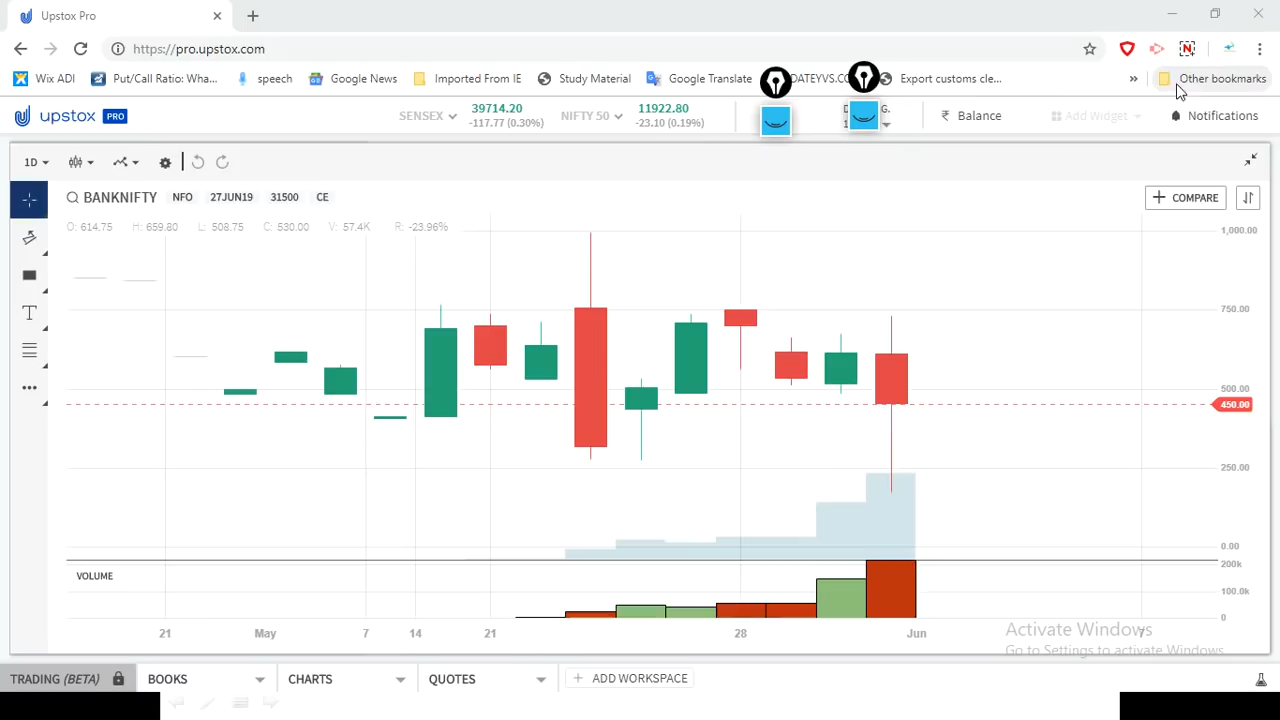 Upstox Pro
https://pro.upstox.com
Wix ADI Put/Call Ratio: Wha... speech Google News Imported From IE Study Material Google Translate DATEYVS.CO Export customs cle... » Other bookmarks
upstox PRO SENSEX 39714.20 NIFTY 50 11922.80 Balance Add Widget Notifications
-117.77 (0.30%) -23.10 (0.19%)
1D
BANKNIFTY NFO 27JUN19 31500 CE + COMPARE
O: 614.75 H: 659.80 L: 508.75 C: 530.00 V: 57.4K R: -23.96%
1,000.00
750.00
500.00
450.00
250.00
0.00
VOLUME
200k
100.0k
0
21 May 7 14 21 28 Jun 7
Activate Windows
Go to Settings to activate Windows.
TRADING (BETA) BOOKS CHARTS QUOTES + ADD WORKSPACE